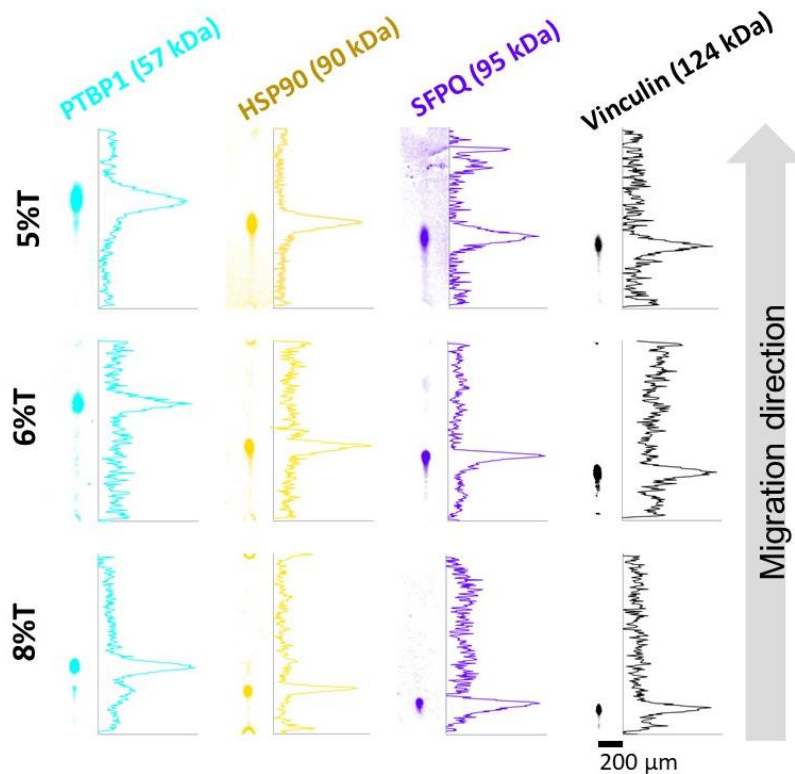 PTBP1 (57 kDa)
HSP90 (90 kDa)
SFPQ (95 kDa)
Vinculin (124 kDa)
5%T
6%T
8%T
Migration direction
200 µm